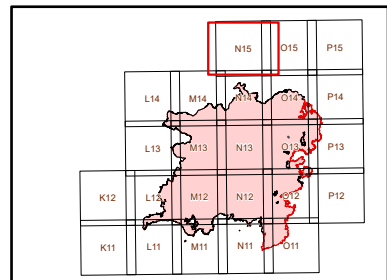 N15 O15 P15
L14 M14 N14 O14 P14
L13 M13 N13 O13 P13
K12 L12 M12 N12 O12 P12
K11 L11 M11 N11 O11